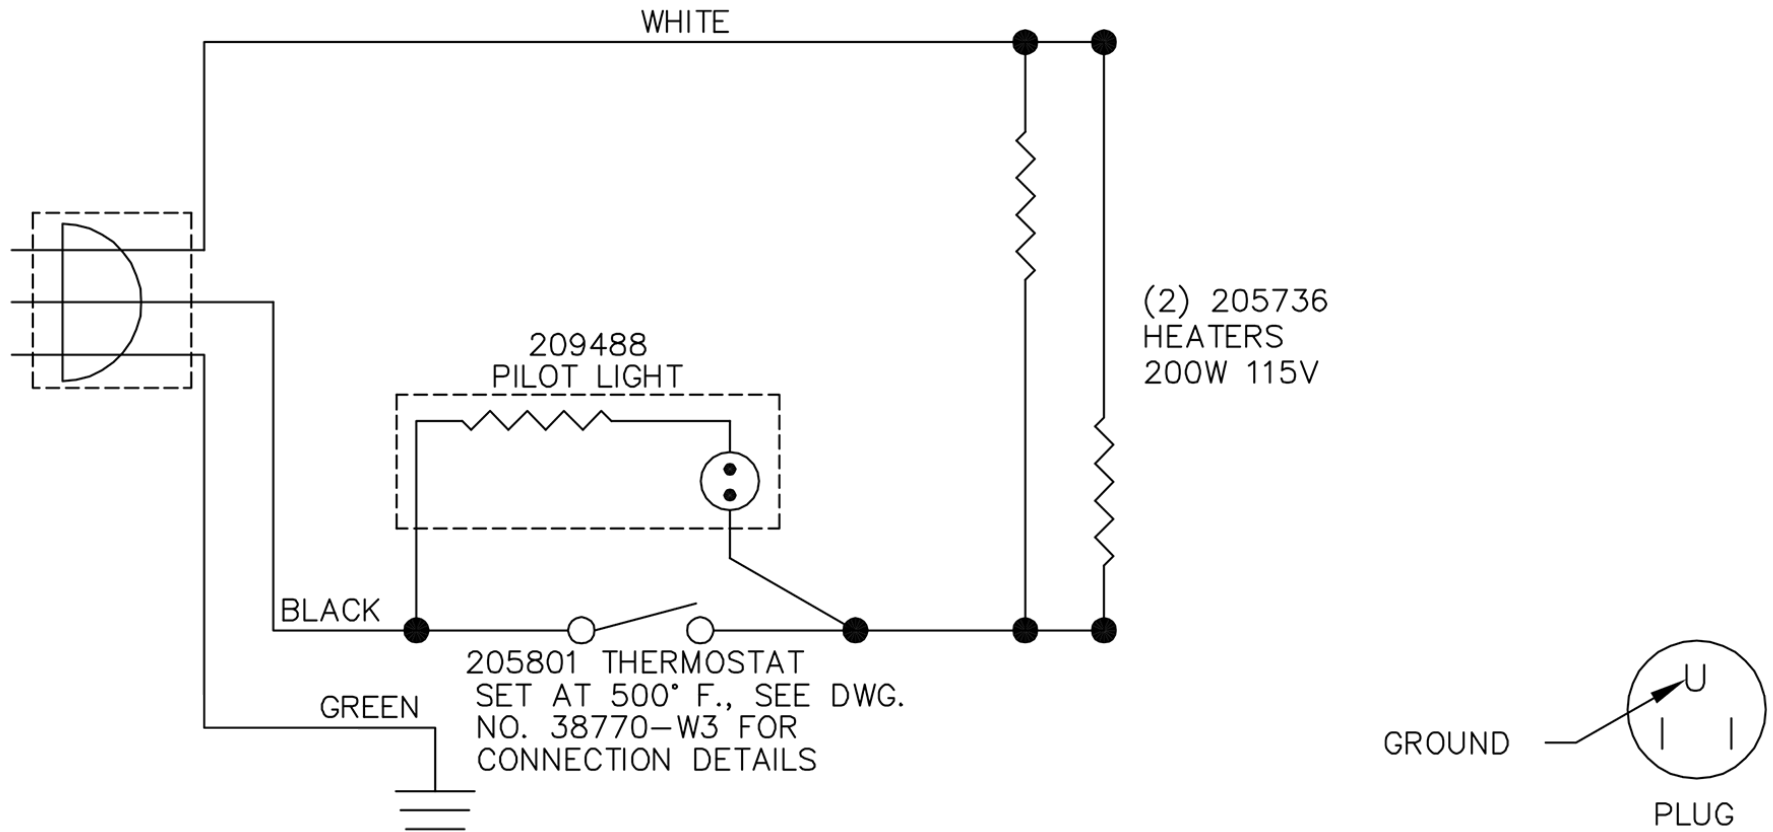 WHITE
(2) 205736
HEATERS
200W 115V
209488
PILOT LIGHT
BLACK
205801 THERMOSTAT
SET AT 500° F., SEE DWG.
NO. 38770-W3 FOR
CONNECTION DETAILS
GREEN
GROUND
PLUG